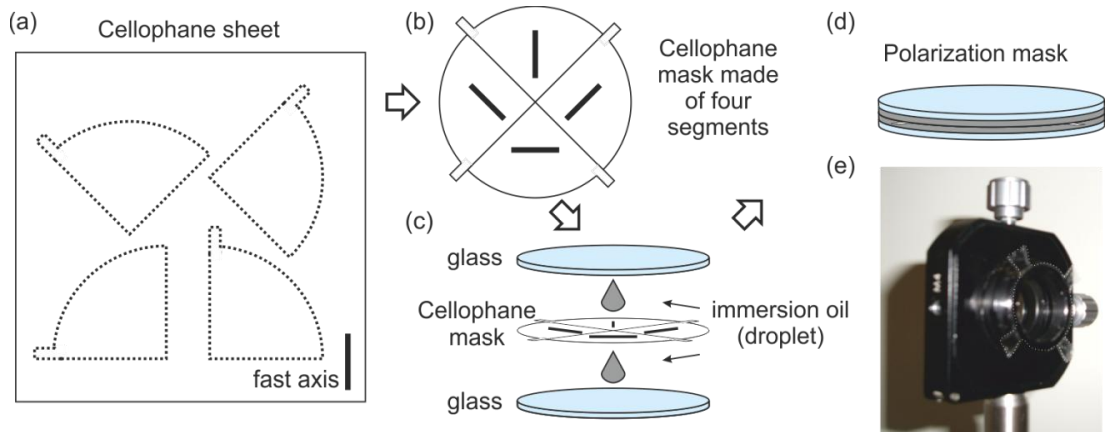 (a)
Cellophane sheet
fast axis
(b)
Cellophane
mask made
of four
segments
(c)
glass
Cellophane
mask
immersion oil
(droplet)
glass
(d)
Polarization mask
(e)